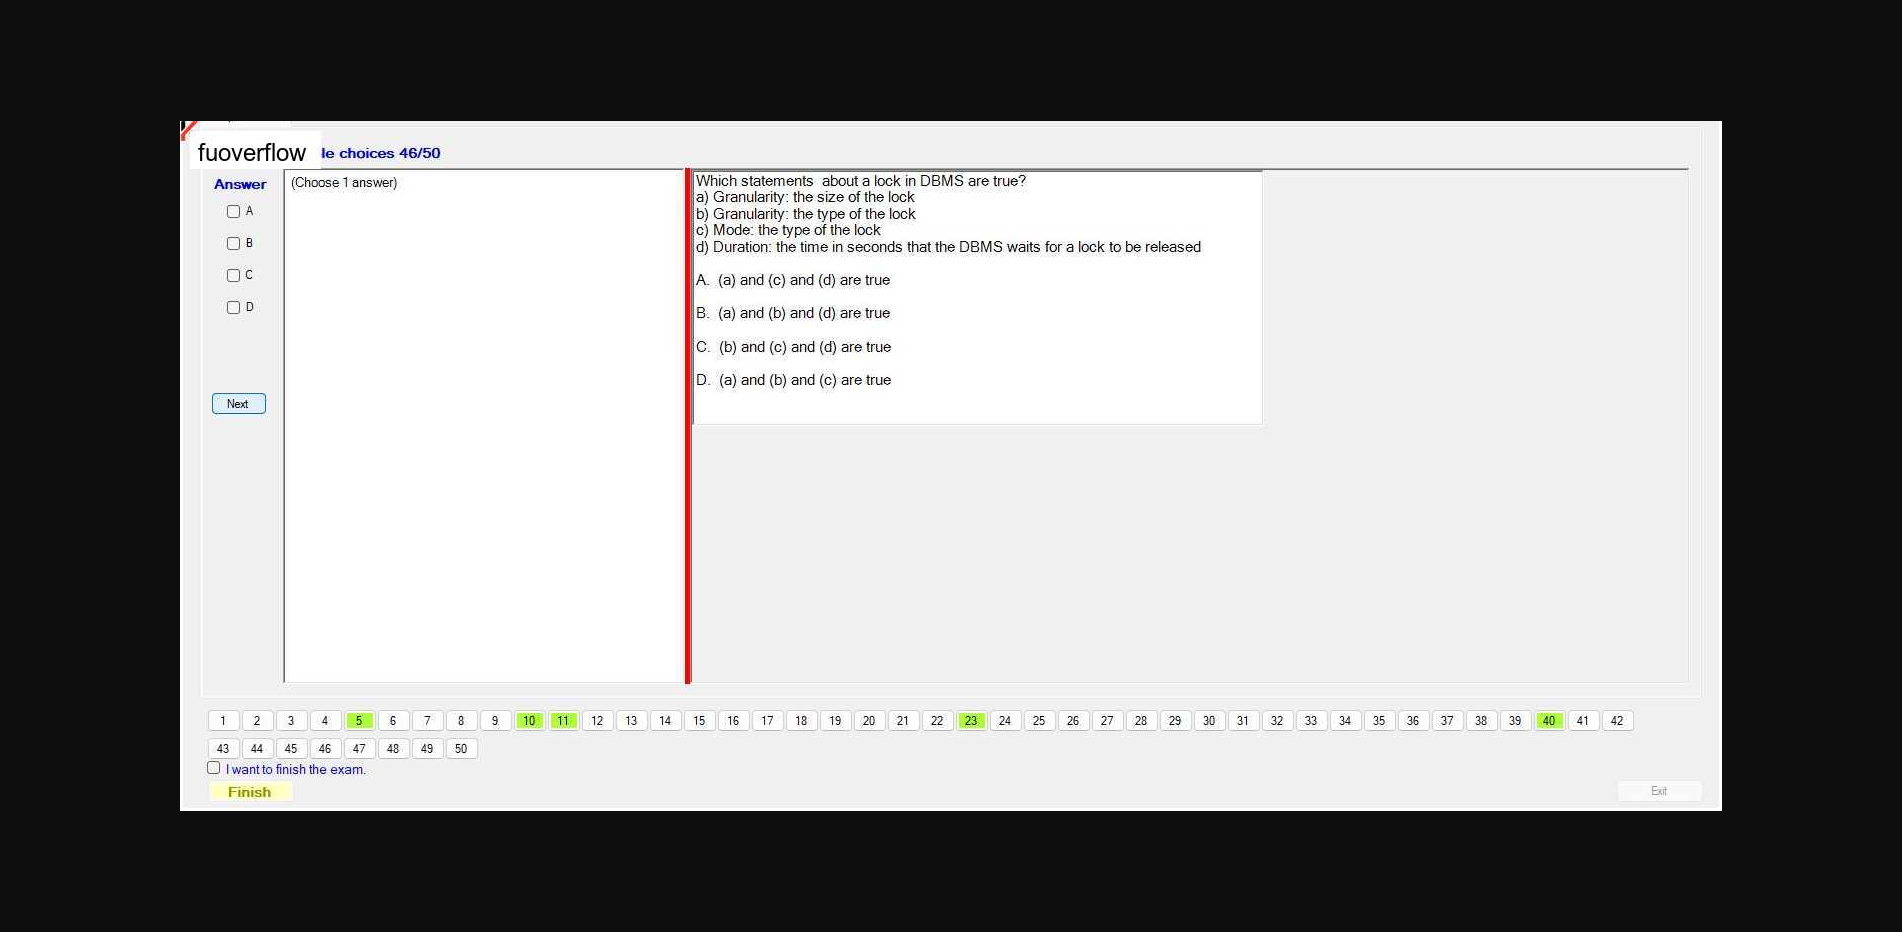 fuoverflow le choices 46/50
Answer
(Choose 1 answer)
A
B
C
D
Next
Which statements about a lock in DBMS are true?
a) Granularity: the size of the lock
b) Granularity: the type of the lock
c) Mode: the type of the lock
d) Duration: the time in seconds that the DBMS waits for a lock to be released
A. (a) and (c) and (d) are true
B. (a) and (b) and (d) are true
C. (b) and (c) and (d) are true
D. (a) and (b) and (c) are true
1 2 3 4 5 6 7 8 9 10 11 12 13 14 15 16 17 18 19 20 21 22 23 24 25 26 27 28 29 30 31 32 33 34 35 36 37 38 39 40 41 42
43 44 45 46 47 48 49 50
I want to finish the exam.
Finish
Exit